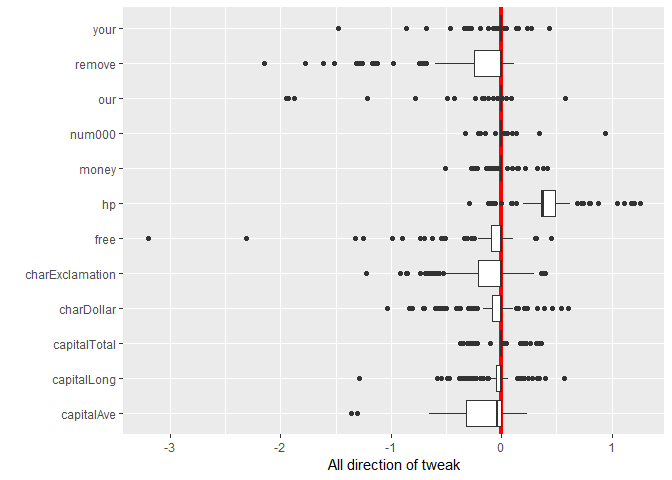 your
remove
our
num000
money
hp
free
charExclamation
charDollar
capitalTotal
capitalLong
capitalAve
-3 -2 -1 0 1
All direction of tweak